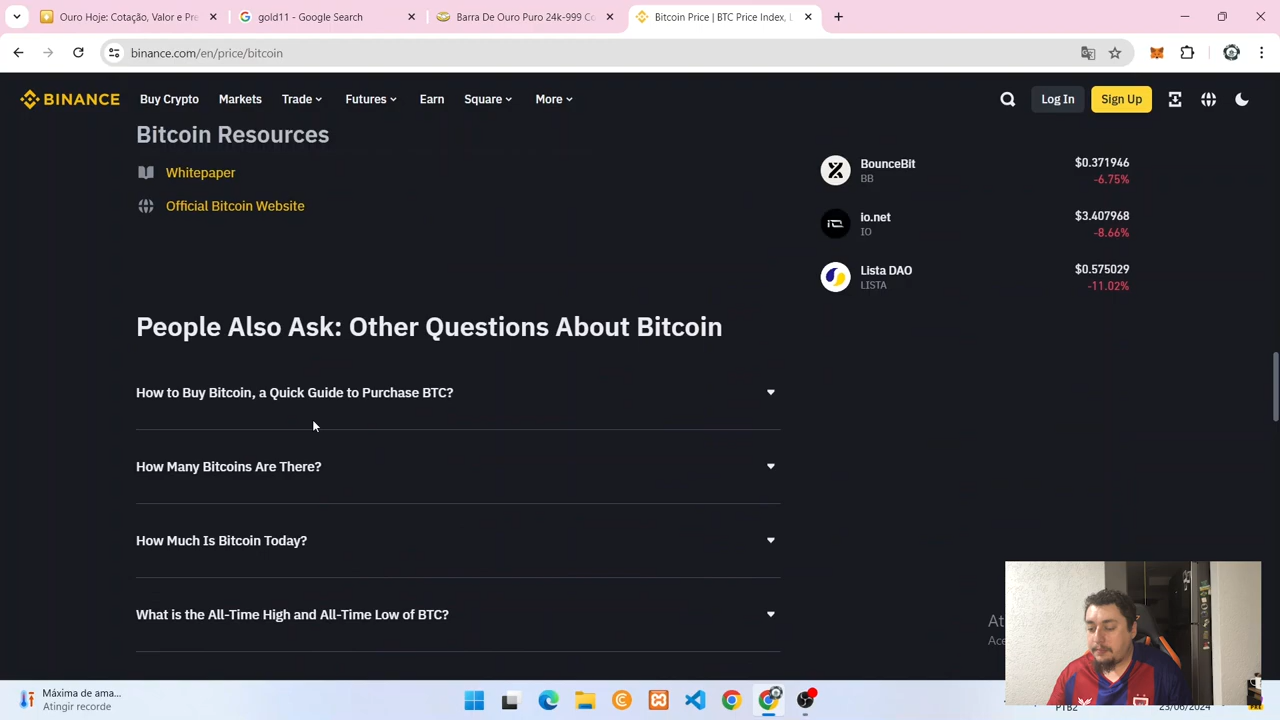 Ouro Hoje: Cotação, Valor e Pre
gold11 - Google Search
Barra De Ouro Puro 24k-999 Co
Bitcoin Price | BTC Price Index, L
binance.com/en/price/bitcoin
BINANCE
Buy Crypto
Markets
Trade
Futures
Earn
Square
More
Log In
Sign Up
Bitcoin Resources
Whitepaper
Official Bitcoin Website
BounceBit
BB
$0.371946
-6.75%
io.net
IO
$3.407968
-8.66%
Lista DAO
LISTA
$0.575029
-11.02%
People Also Ask: Other Questions About Bitcoin
How to Buy Bitcoin, a Quick Guide to Purchase BTC?
How Many Bitcoins Are There?
How Much Is Bitcoin Today?
What is the All-Time High and All-Time Low of BTC?
Máxima de ama...
Atingir recorde
PTB2
23/06/2024